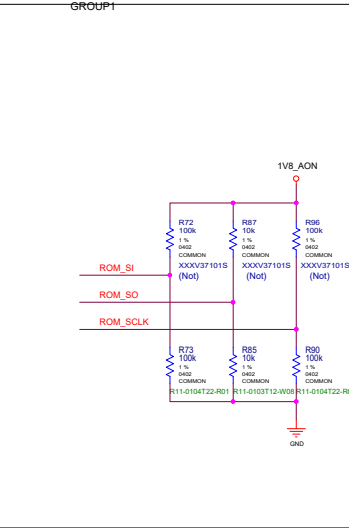 GROUP1
1V8_AON
R72
100k
1 %
0402
COMMON
XXXV37101S
(Not)
R87
10k
1 %
0402
COMMON
XXXV37101S
(Not)
R96
100k
1 %
0402
COMMON
XXXV37101S
(Not)
ROM_SI
ROM_SO
ROM_SCLK
R73
100k
1 %
0402
COMMON
R11-0104T22-R01
R85
10k
1 %
0402
COMMON
R11-0103T12-W08
R90
100k
1 %
0402
COMMON
GND